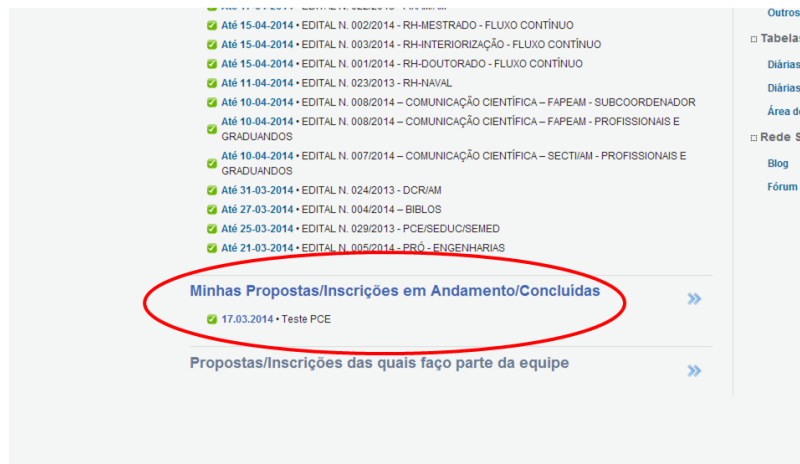 Até 15-04-2014 • EDITAL N. 002/2014 - RH-MESTRADO - FLUXO CONTÍNUO
Até 15-04-2014 • EDITAL N. 003/2014 - RH-INTERIORIZAÇÃO - FLUXO CONTÍNUO
Até 15-04-2014 • EDITAL N. 001/2014 - RH-DOUTORADO - FLUXO CONTÍNUO
Até 11-04-2014 • EDITAL N. 023/2013 - RH-NAVAL
Até 10-04-2014 • EDITAL N. 008/2014 – COMUNICAÇÃO CIENTÍFICA – FAPEAM - SUBCOORDENADOR
Até 10-04-2014 • EDITAL N. 008/2014 – COMUNICAÇÃO CIENTÍFICA – FAPEAM - PROFISSIONAIS E
GRADUANDOS
Até 10-04-2014 • EDITAL N. 007/2014 – COMUNICAÇÃO CIENTÍFICA – SECTI/AM - PROFISSIONAIS E
GRADUANDOS
Até 31-03-2014 • EDITAL N. 024/2013 - DCR/AM
Até 27-03-2014 • EDITAL N. 004/2014 – BIBLOS
Até 25-03-2014 • EDITAL N. 029/2013 - PCE/SEDUC/SEMED
Até 21-03-2014 • EDITAL N. 005/2014 - PRÓ - ENGENHARIAS
Minhas Propostas/Inscrições em Andamento/Concluídas
17.03.2014 • Teste PCE
Propostas/Inscrições das quais faço parte da equipe
Outros
Tabelas
Diárias
Diárias
Área d
Rede S
Blog
Fórum